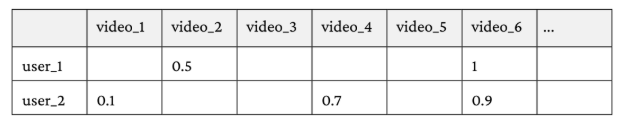 video_1 video_2 video_3 video_4 video_5 video_6 ...
user_1 0.5 1
user_2 0.1 0.7 0.9